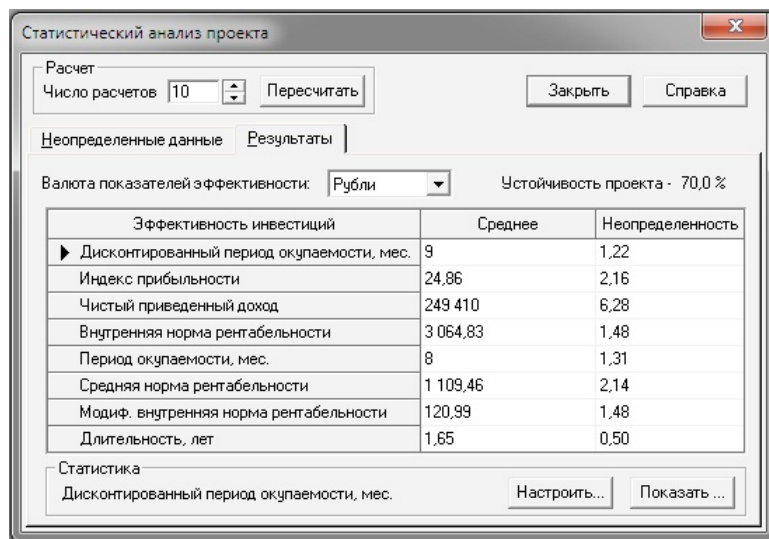 Статистический анализ проекта
Расчет
Число расчетов 10 Пересчитать Закрыть Справка
Неопределенные данные Результаты
Валюта показателей эффективности: Рубли Устойчивость проекта - 70,0 %
Эффективность инвестиций Среднее Неопределенность
Дисконтированный период окупаемости, мес. 9 1,22
Индекс прибыльности 24,86 2,16
Чистый приведенный доход 249 410 6,28
Внутренняя норма рентабельности 3 064,83 1,48
Период окупаемости, мес. 8 1,31
Средняя норма рентабельности 1 109,46 2,14
Модиф. внутренняя норма рентабельности 120,99 1,48
Длительность, лет 1,65 0,50
Статистика
Дисконтированный период окупаемости, мес. Настроить... Показать ...